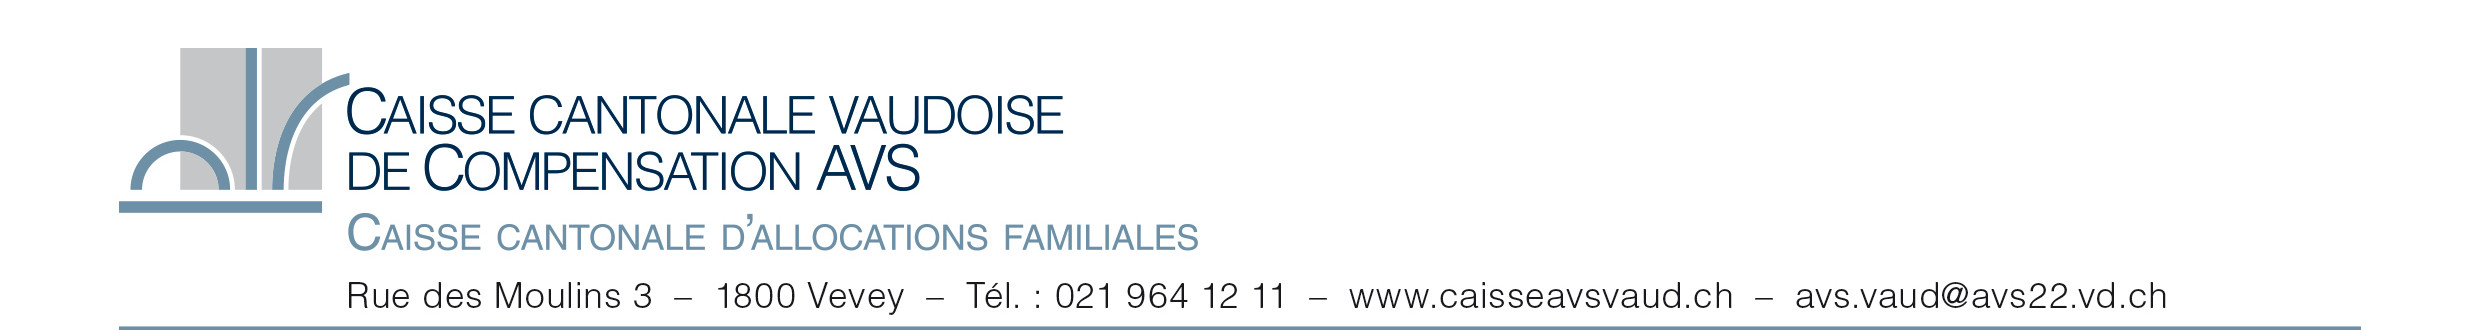 CAISSE CANTONALE VAUDOISE
DE COMPENSATION AVS
CAISSE CANTONALE D'ALLOCATIONS FAMILIALES
Rue des Moulins 3 – 1800 Vevey – Tél. : 021 964 12 11 – www.caisseavsvaud.ch – avs.vaud@avs22.vd.ch